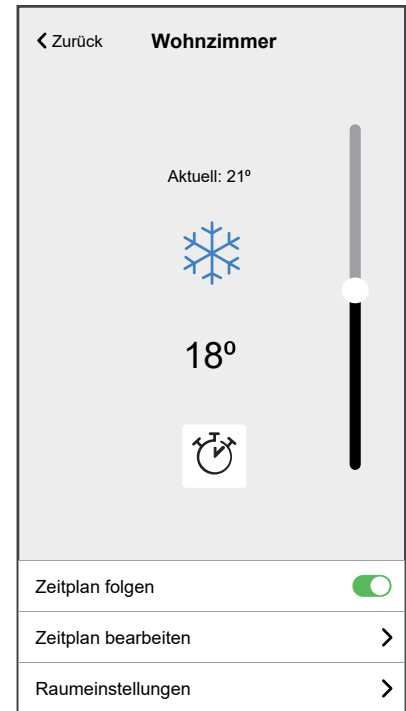 Zurück
Wohnzimmer
Aktuell: 21º
18º
Zeitplan folgen
Zeitplan bearbeiten
Raumeinstellungen